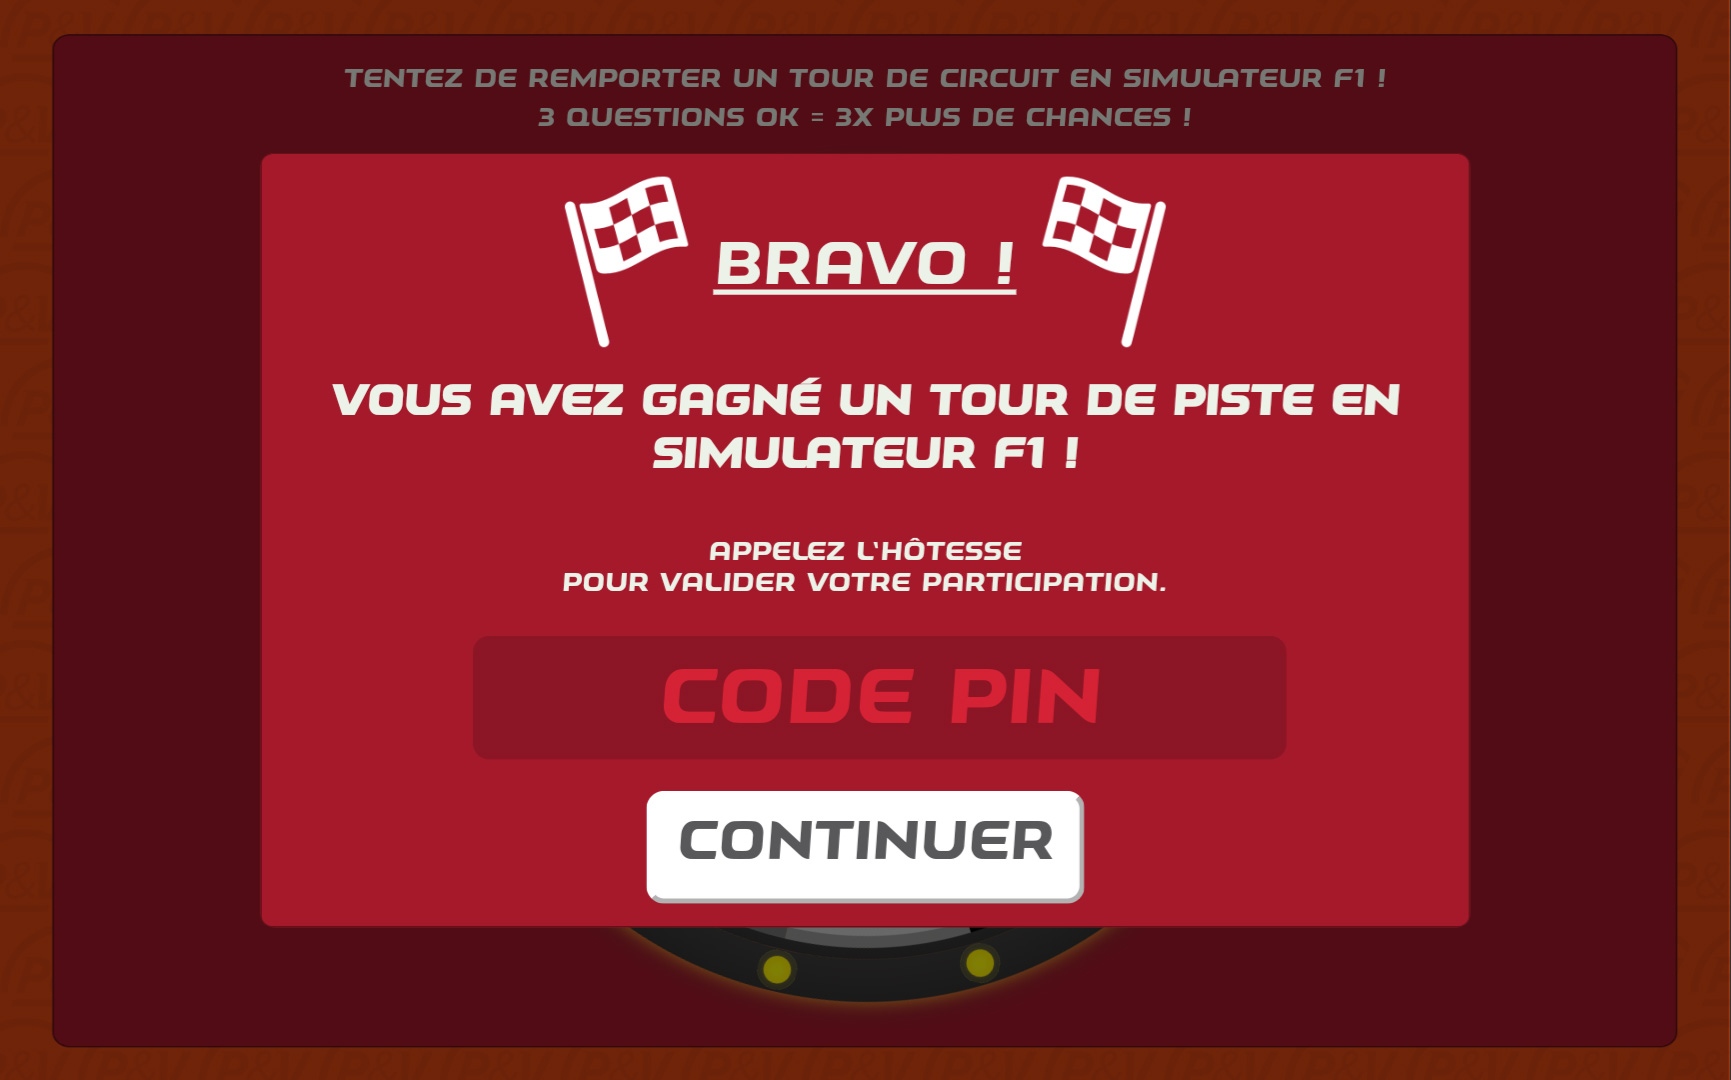 TENTEZ DE REMPORTER UN TOUR DE CIRCUIT EN SIMULATEUR F1 !
3 QUESTIONS OK = 3X PLUS DE CHANCES !
BRAVO !
VOUS AVEZ GAGNÉ UN TOUR DE PISTE EN
SIMULATEUR F1 !
APPELEZ L'HÔTESSE
POUR VALIDER VOTRE PARTICIPATION.
CODE PIN
CONTINUER